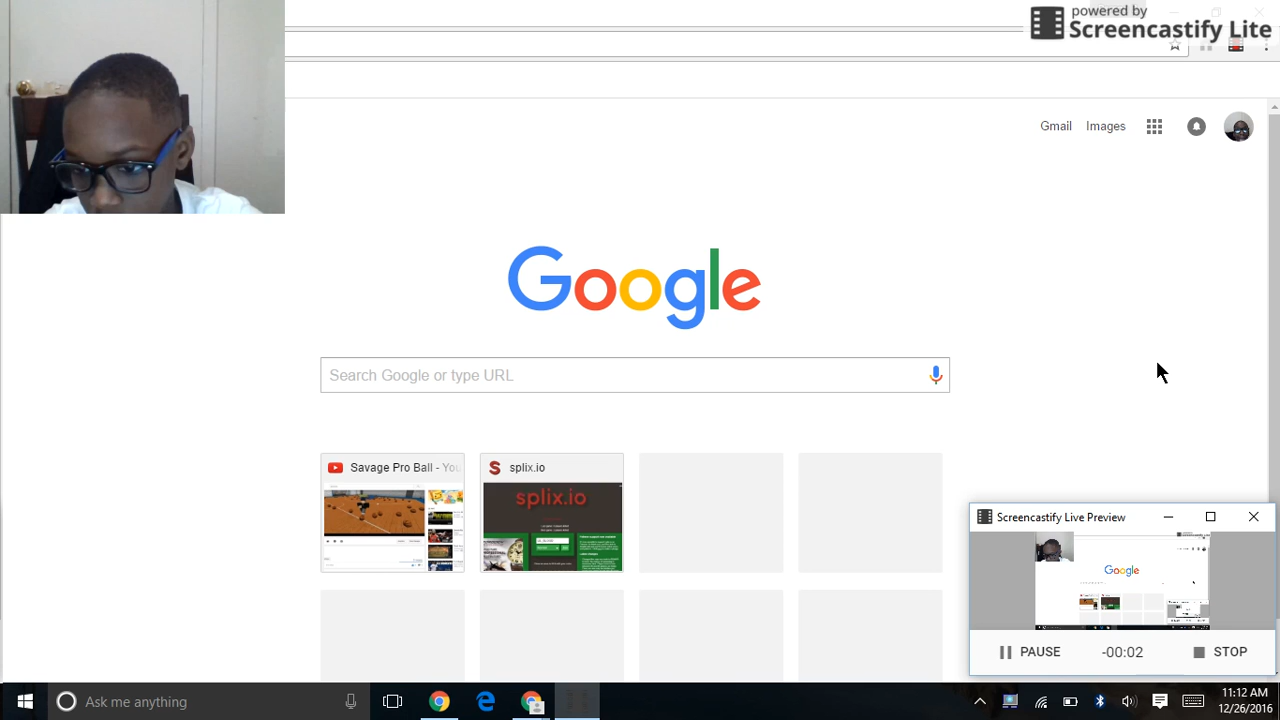 powered by
Screencastify Lite
Gmail
Images
Google
Search Google or type URL
Savage Pro Ball - You
splix.io
splix.io
Screencastify Live Preview
Google
PAUSE
-00:02
STOP
Ask me anything
11:12 AM
12/26/2016